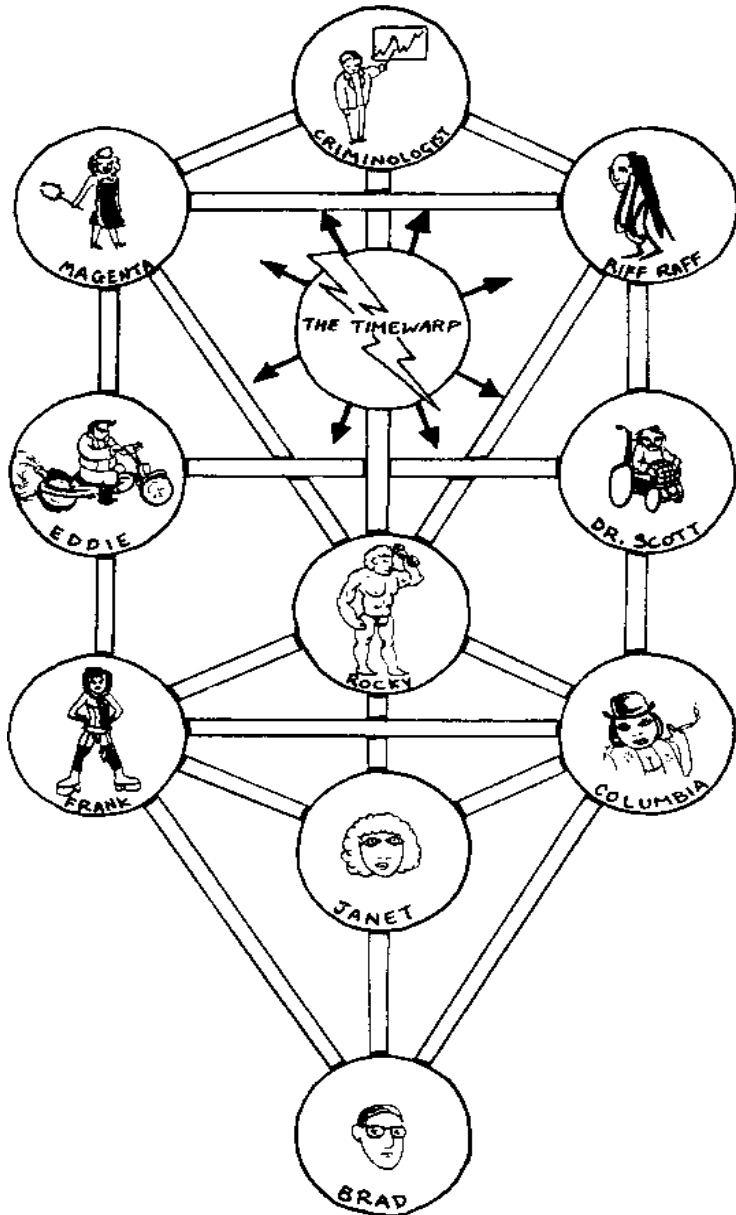 CRIMINOLOGIST
MAGENTA
RIFF RAFF
THE TIMEWARP
EDDIE
DR. SCOTT
ROCKY
FRANK
COLUMBIA
JANET
BRAD